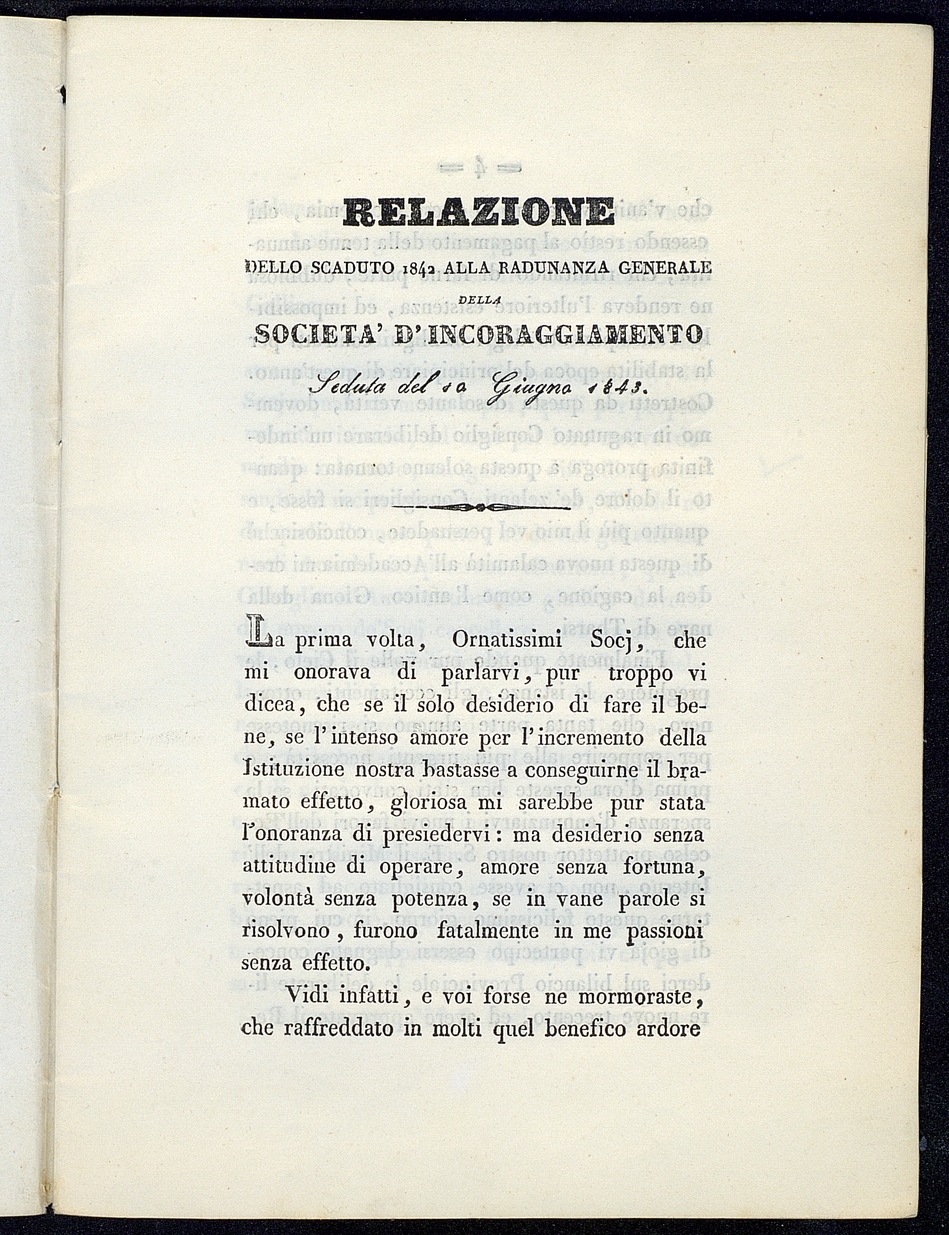 RELAZIONE
DELLO SCADUTO 1842 ALLA RADUNANZA GENERALE
DELLA
SOCIETA' D'INCORAGGIAMENTO
Seduta del 10 Giugno 1843.
La prima volta, Ornatissimi Socj, che
mi onorava di parlarvi, pur troppo vi
dicea, che se il solo desiderio di fare il be-
ne, se l'intenso amore per l'incremento della
Istituzione nostra bastasse a conseguirne il bra-
mato effetto, gloriosa mi sarebbe pur stata
l'onoranza di presiedervi: ma desiderio senza
attitudine di operare, amore senza fortuna,
volontà senza potenza, se in vane parole si
risolvono, furono fatalmente in me passioni
senza effetto.
Vidi infatti, e voi forse ne mormoraste,
che raffreddato in molti quel benefico ardore